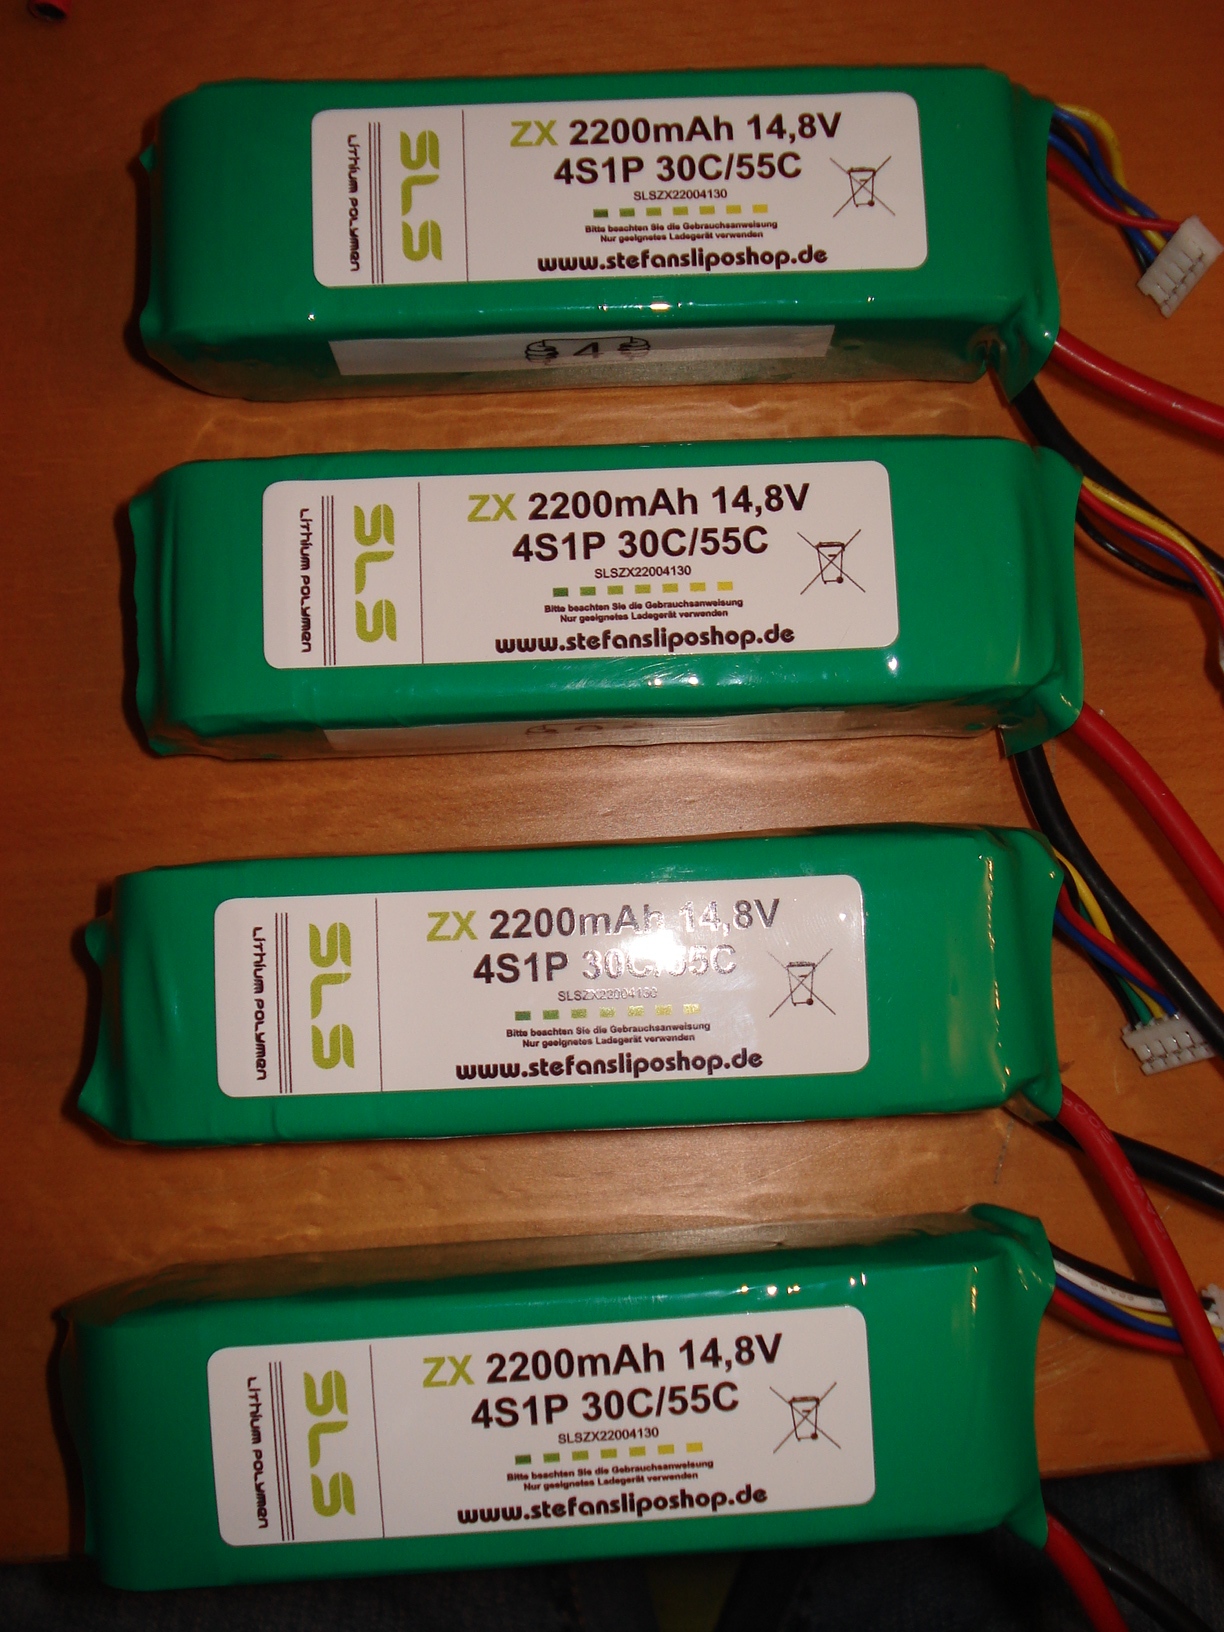 SLS
Lithium Polymer
ZX 2200mAh 14,8V
4S1P 30C/55C
SLSZX22004130
Bitte beachten Sie die Gebrauchsanweisung
Nur geeignetes Ladegerät verwenden
www.stefansliposhop.de
4
SLS
Lithium Polymer
ZX 2200mAh 14,8V
4S1P 30C/55C
SLSZX22004130
Bitte beachten Sie die Gebrauchsanweisung
Nur geeignetes Ladegerät verwenden
www.stefansliposhop.de
SLS
Lithium Polymer
ZX 2200mAh 14,8V
4S1P 30C/55C
SLSZX22004130
Bitte beachten Sie die Gebrauchsanweisung
Nur geeignetes Ladegerät verwenden
www.stefansliposhop.de
SLS
Lithium Polymer
ZX 2200mAh 14,8V
4S1P 30C/55C
SLSZX22004130
Bitte beachten Sie die Gebrauchsanweisung
Nur geeignetes Ladegerät verwenden
www.stefansliposhop.de